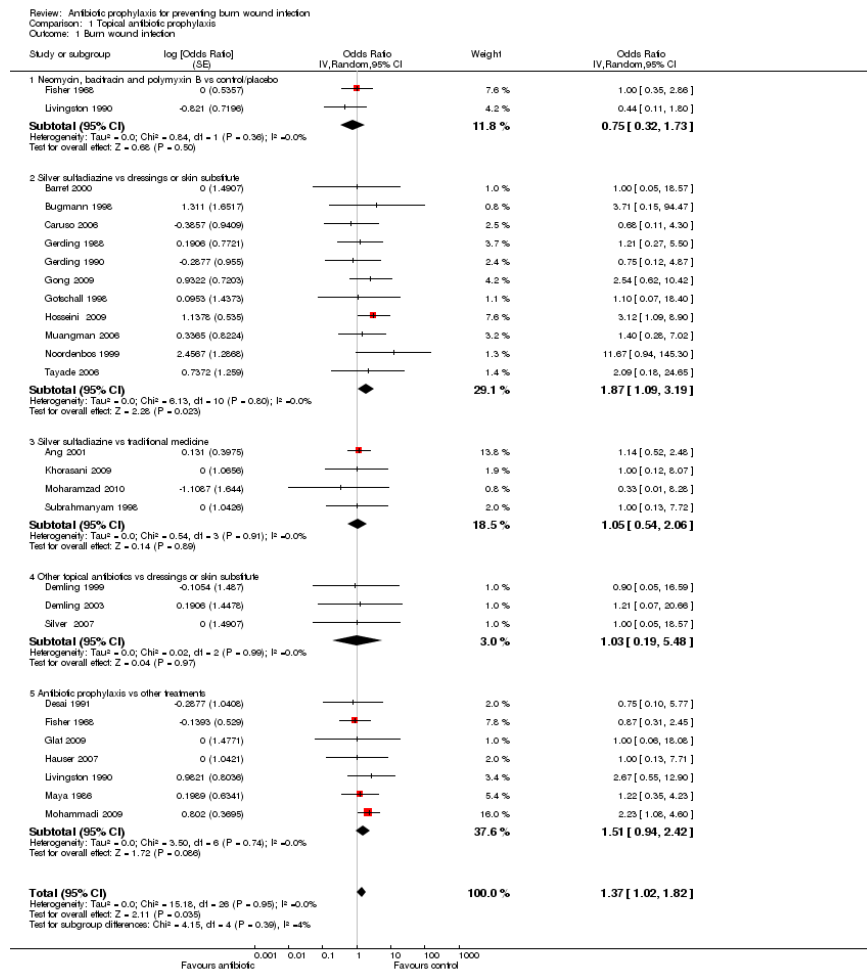 Review: Antibiotic prophylaxis for preventing burn wound infection
Comparison: 1 Topical antibiotic prophylaxis
Outcome: 1 Burn wound infection
Study or subgroup log [Odds Ratio] Odds Ratio Weight Odds Ratio
(SE) IV,Random,95% CI IV,Random,95% CI
1 Neomycin, bacitracin and polymyxin B vs control/placebo
Fisher 1968 0 (0.5357) 7.6 % 1.00 [ 0.35, 2.86 ]
Livingston 1990 -0.821 (0.7196) 4.2 % 0.44 [ 0.11, 1.80 ]
Subtotal (95% CI) 11.8 % 0.75 [ 0.32, 1.73 ]
Heterogeneity: Tau² = 0.0; Chi² = 0.84, df = 1 (P = 0.36); I² =0.0%
Test for overall effect: Z = 0.68 (P = 0.50)
2 Silver sulfadiazine vs dressings or skin substitute
Barret 2000 0 (1.4907) 1.0 % 1.00 [ 0.05, 18.57 ]
Bugmann 1998 1.311 (1.6517) 0.8 % 3.71 [ 0.15, 94.47 ]
Caruso 2006 -0.3857 (0.9409) 2.5 % 0.68 [ 0.11, 4.30 ]
Gerding 1988 0.1906 (0.7721) 3.7 % 1.21 [ 0.27, 5.50 ]
Gerding 1990 -0.2877 (0.955) 2.4 % 0.75 [ 0.12, 4.87 ]
Gong 2009 0.9322 (0.7203) 4.2 % 2.54 [ 0.62, 10.42 ]
Gotschall 1998 0.0953 (1.4373) 1.1 % 1.10 [ 0.07, 18.40 ]
Hosseini 2009 1.1378 (0.535) 7.6 % 3.12 [ 1.09, 8.90 ]
Muangman 2006 0.3365 (0.8224) 3.2 % 1.40 [ 0.28, 7.02 ]
Noordenbos 1999 2.4567 (1.2868) 1.3 % 11.67 [ 0.94, 145.30 ]
Tayade 2006 0.7372 (1.259) 1.4 % 2.09 [ 0.18, 24.65 ]
Subtotal (95% CI) 29.1 % 1.87 [ 1.09, 3.19 ]
Heterogeneity: Tau² = 0.0; Chi² = 6.13, df = 10 (P = 0.80); I² =0.0%
Test for overall effect: Z = 2.28 (P = 0.023)
3 Silver sulfadiazine vs traditional medicine
Ang 2001 0.131 (0.3975) 13.8 % 1.14 [ 0.52, 2.48 ]
Khorasani 2009 0 (1.0656) 1.9 % 1.00 [ 0.12, 8.07 ]
Moharamzad 2010 -1.1087 (1.644) 0.8 % 0.33 [ 0.01, 8.28 ]
Subrahmanyam 1998 0 (1.0426) 2.0 % 1.00 [ 0.13, 7.72 ]
Subtotal (95% CI) 18.5 % 1.05 [ 0.54, 2.06 ]
Heterogeneity: Tau² = 0.0; Chi² = 0.54, df = 3 (P = 0.91); I² =0.0%
Test for overall effect: Z = 0.14 (P = 0.89)
4 Other topical antibiotics vs dressings or skin substitute
Demling 1999 -0.1054 (1.487) 1.0 % 0.90 [ 0.05, 16.59 ]
Demling 2003 0.1906 (1.4478) 1.0 % 1.21 [ 0.07, 20.66 ]
Silver 2007 0 (1.4907) 1.0 % 1.00 [ 0.05, 18.57 ]
Subtotal (95% CI) 3.0 % 1.03 [ 0.19, 5.48 ]
Heterogeneity: Tau² = 0.0; Chi² = 0.02, df = 2 (P = 0.99); I² =0.0%
Test for overall effect: Z = 0.04 (P = 0.97)
5 Antibiotic prophylaxis vs other treatments
Desai 1991 -0.2877 (1.0408) 2.0 % 0.75 [ 0.10, 5.77 ]
Fisher 1968 -0.1393 (0.529) 7.8 % 0.87 [ 0.31, 2.45 ]
Glat 2009 0 (1.4771) 1.0 % 1.00 [ 0.06, 18.08 ]
Hauser 2007 0 (1.0421) 2.0 % 1.00 [ 0.13, 7.71 ]
Livingston 1990 0.9821 (0.8036) 3.4 % 2.67 [ 0.55, 12.90 ]
Maya 1986 0.1989 (0.6341) 5.4 % 1.22 [ 0.35, 4.23 ]
Mohammadi 2009 0.802 (0.3695) 16.0 % 2.23 [ 1.08, 4.60 ]
Subtotal (95% CI) 37.6 % 1.51 [ 0.94, 2.42 ]
Heterogeneity: Tau² = 0.0; Chi² = 3.50, df = 6 (P = 0.74); I² =0.0%
Test for overall effect: Z = 1.72 (P = 0.086)
Total (95% CI) 100.0 % 1.37 [ 1.02, 1.82 ]
Heterogeneity: Tau² = 0.0; Chi² = 15.18, df = 26 (P = 0.95); I² =0.0%
Test for overall effect: Z = 2.11 (P = 0.035)
Test for subgroup differences: Chi² = 4.15, df = 4 (P = 0.39), I² =4%
0.001 0.01 0.1 1 10 100 1000
Favours antibiotic Favours control